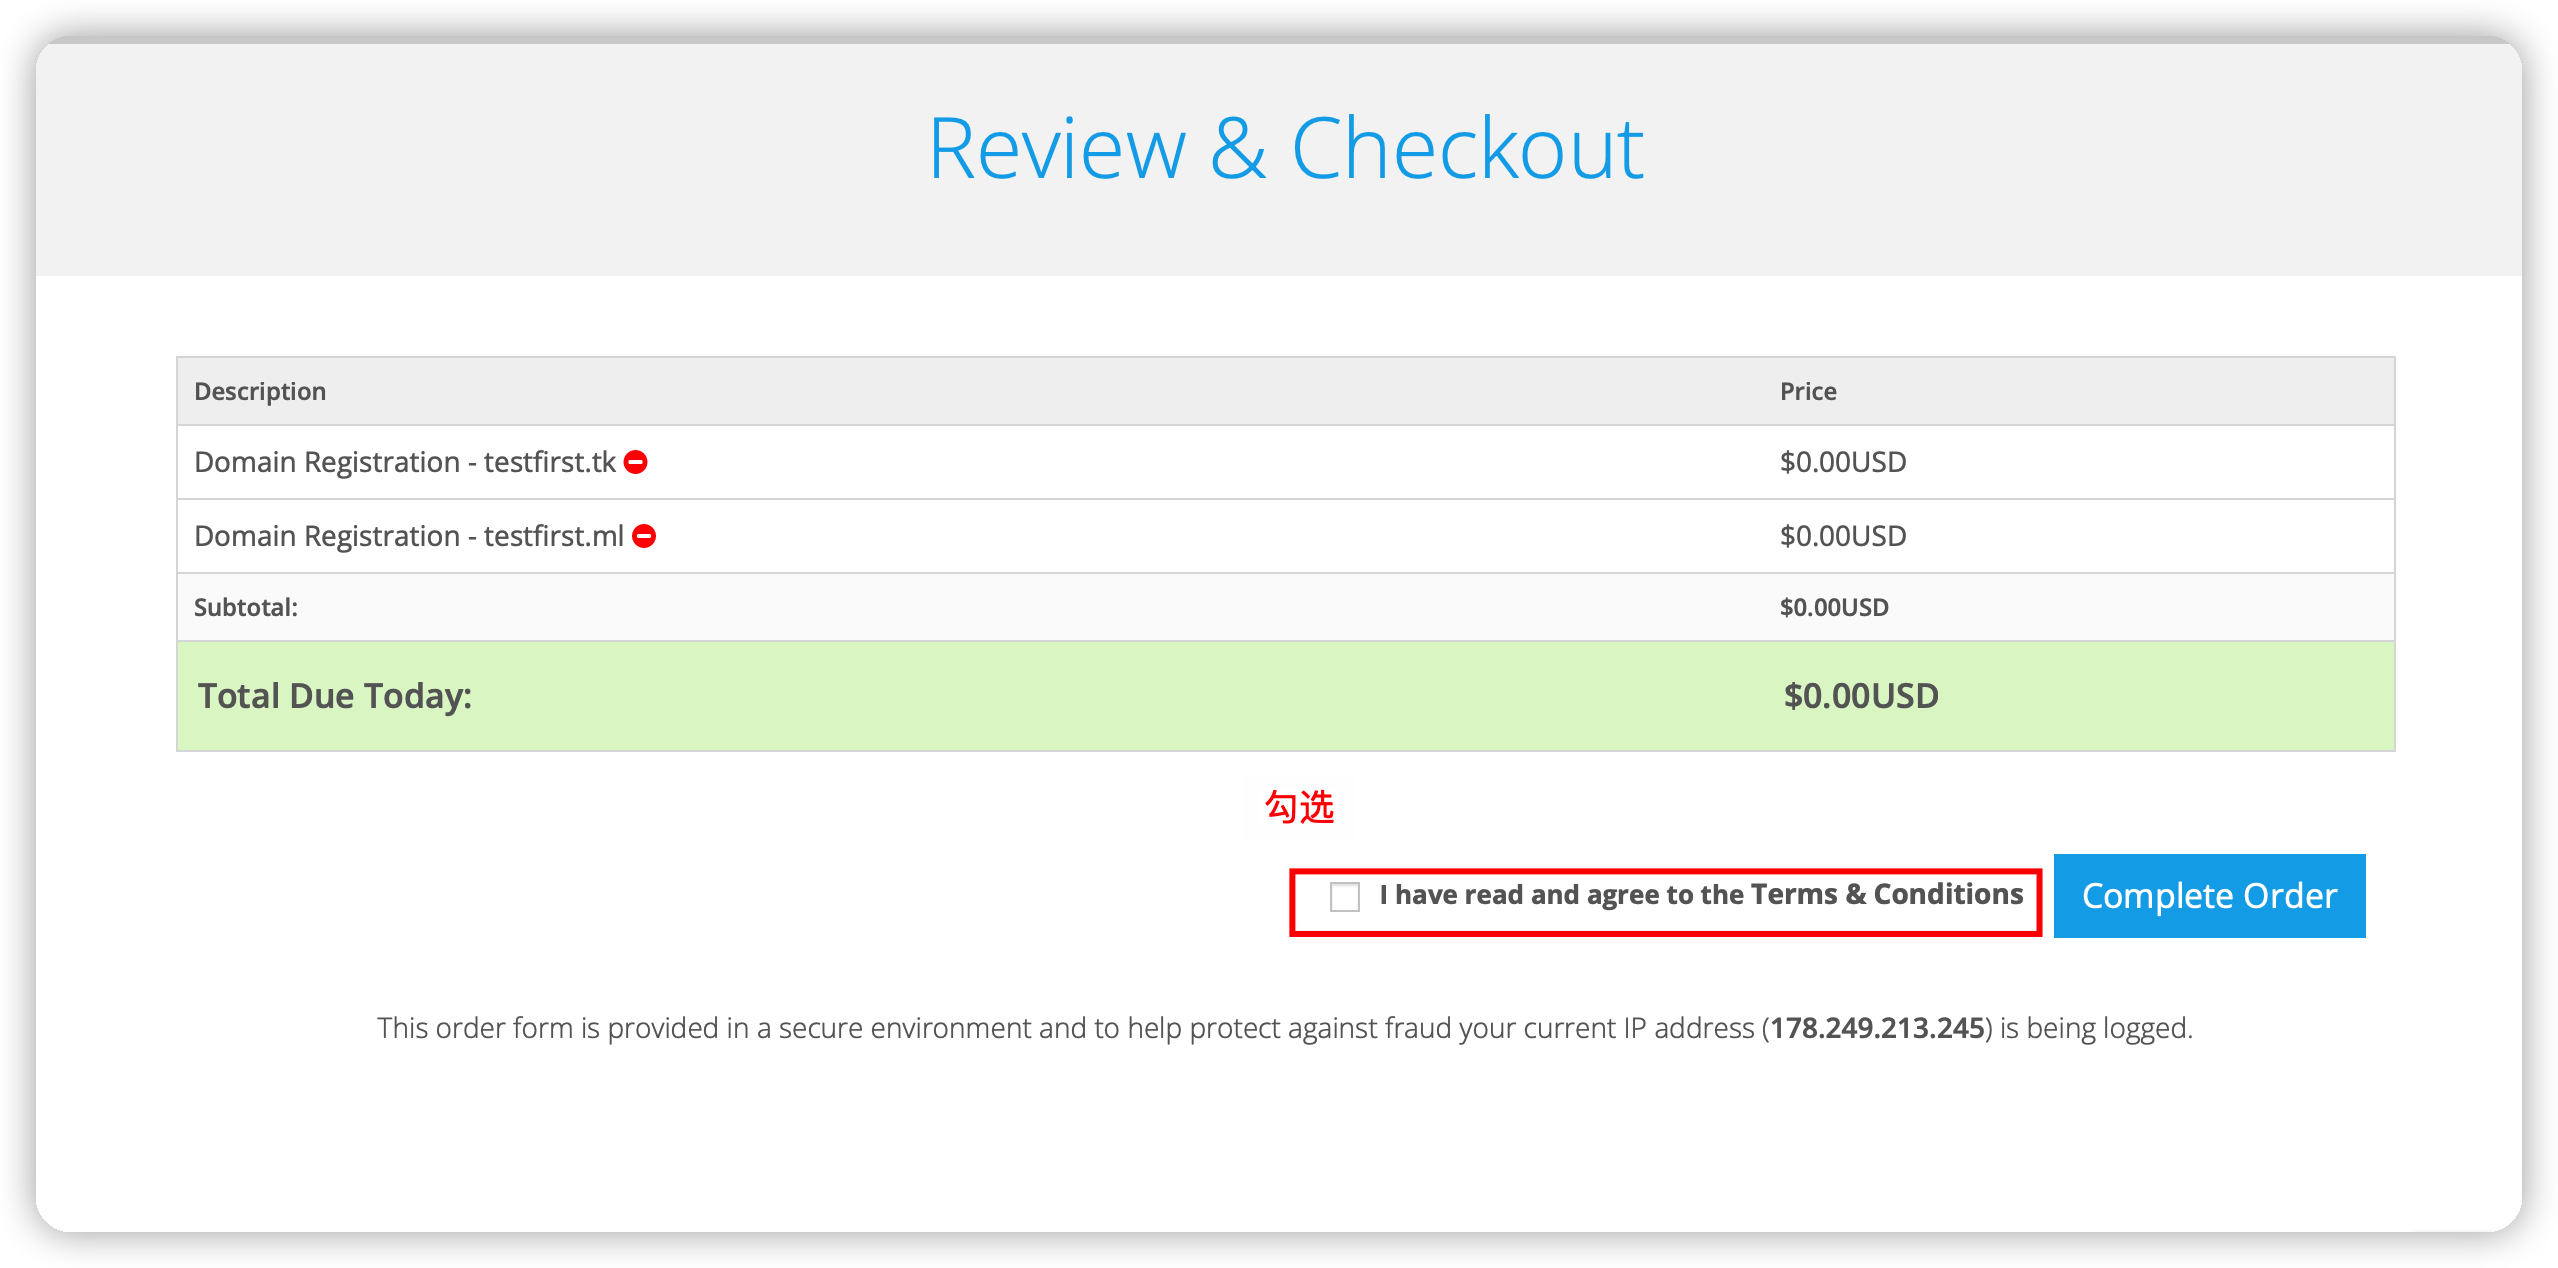 Review & Checkout
Description Price
Domain Registration - testfirst.tk $0.00USD
Domain Registration - testfirst.ml $0.00USD
Subtotal: $0.00USD
Total Due Today: $0.00USD
勾选
I have read and agree to the Terms & Conditions Complete Order
This order form is provided in a secure environment and to help protect against fraud your current IP address (178.249.213.245) is being logged.